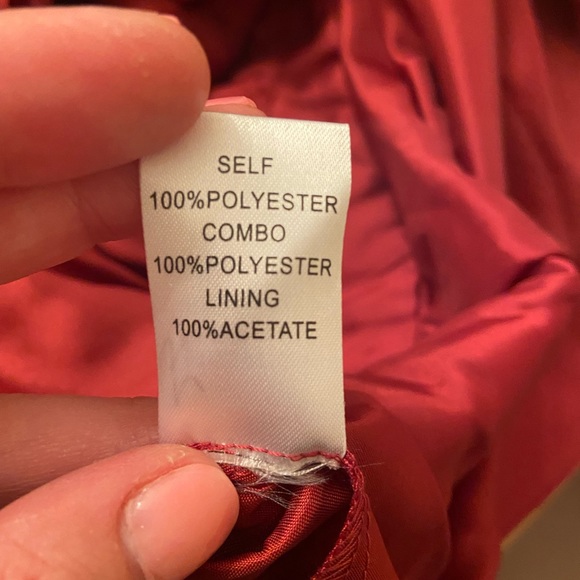 SELF
100%POLYESTER
COMBO
100%POLYESTER
LINING
100%ACETATE